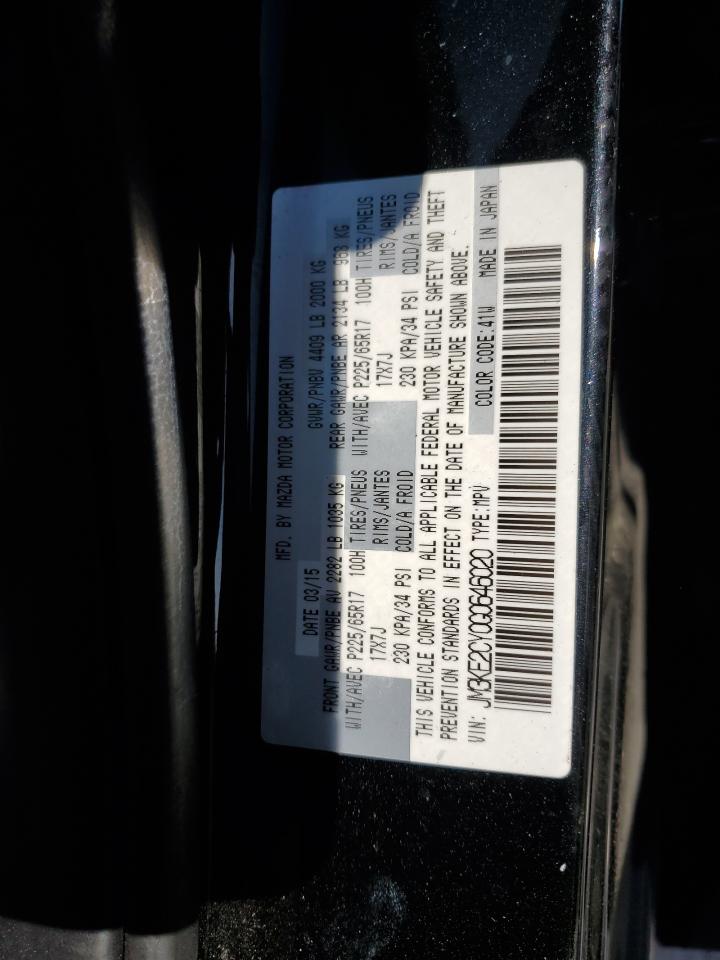 MFD. BY MAZDA MOTOR CORPORATION
DATE 03/15 GVWR/PNBV 4409 LB 2000 KG
FRONT GAWR/PNBE AV 2282 LB 1035 KG REAR GAWR/PNBE AR 2134 LB 968 KG
WITH/AVEC P225/65R17 100H TIRES/PNEUS WITH/AVEC P225/65R17 100H TIRES/PNEUS
17X7J RIMS/JANTES 17X7J RIMS/JANTES
230 KPA/34 PSI COLD/A FROID 230 KPA/34 PSI COLD/A FROID
THIS VEHICLE CONFORMS TO ALL APPLICABLE FEDERAL MOTOR VEHICLE SAFETY AND THEFT
PREVENTION STANDARDS IN EFFECT ON THE DATE OF MANUFACTURE SHOWN ABOVE.
VIN: JM3KE2CY0G0646020 TYPE:MPV COLOR CODE:41W MADE IN JAPAN